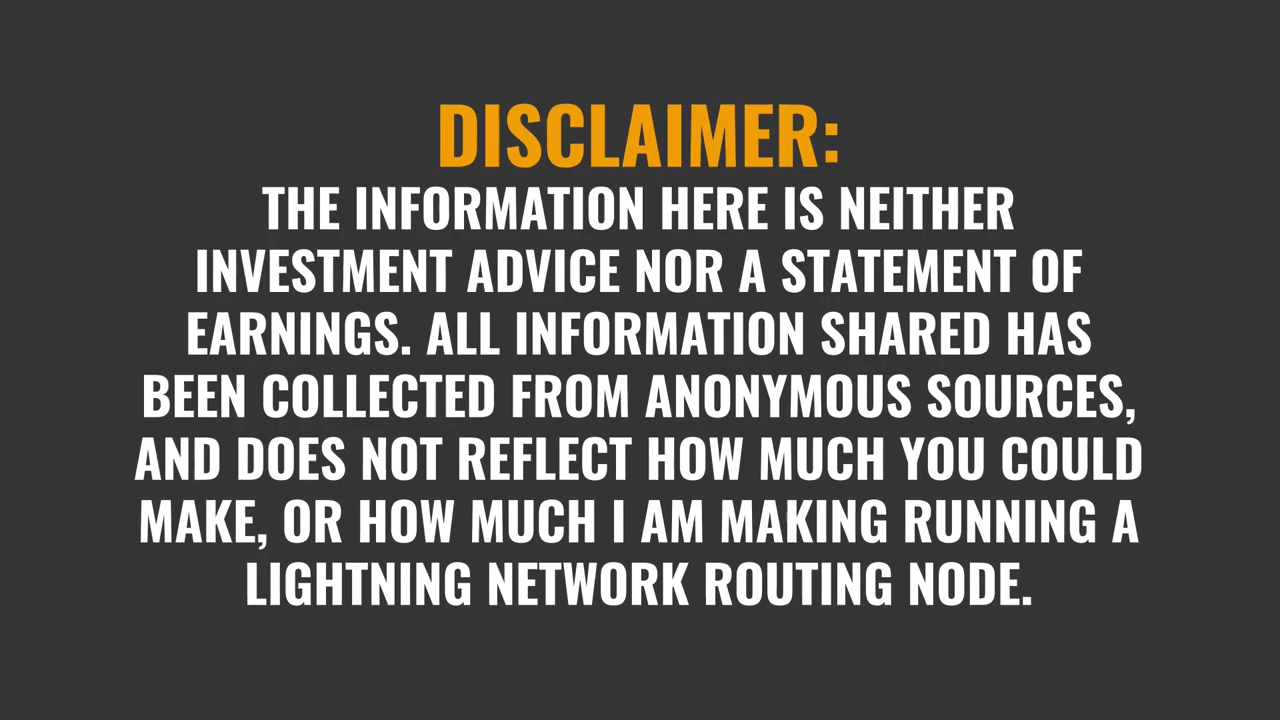 DISCLAIMER:
THE INFORMATION HERE IS NEITHER
INVESTMENT ADVICE NOR A STATEMENT OF
EARNINGS. ALL INFORMATION SHARED HAS
BEEN COLLECTED FROM ANONYMOUS SOURCES,
AND DOES NOT REFLECT HOW MUCH YOU COULD
MAKE, OR HOW MUCH I AM MAKING RUNNING A
LIGHTNING NETWORK ROUTING NODE.